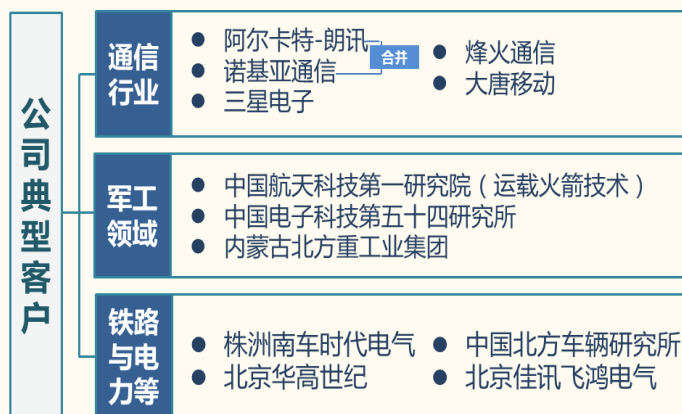 公司典型客户
通信
行业
阿尔卡特-朗讯
诺基亚通信
三星电子
合并
烽火通信
大唐移动
军工
领域
中国航天科技第一研究院（运载火箭技术）
中国电子科技第五十四研究所
内蒙古北方重工业集团
铁路
与电
力等
株洲南车时代电气
北京华高世纪
中国北方车辆研究所
北京佳讯飞鸿电气